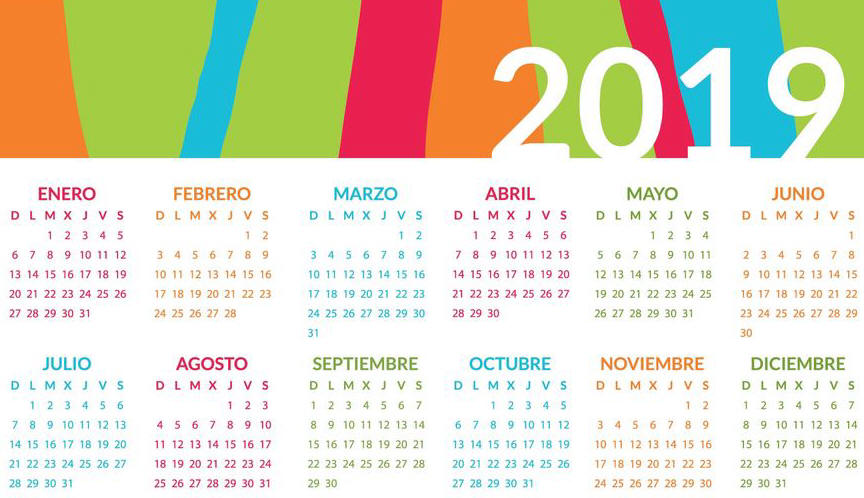 2019
ENERO FEBRERO MARZO ABRIL MAYO JUNIO
D L M X J V S D L M X J V S D L M X J V S D L M X J V S D L M X J V S D L M X J V S
1 2 3 4 5 1 2 1 2 1 2 3 4 5 6 1 2 3 4 1
6 7 8 9 10 11 12 3 4 5 6 7 8 9 3 4 5 6 7 8 9 7 8 9 10 11 12 13 5 6 7 8 9 10 11 2 3 4 5 6 7 8
13 14 15 16 17 18 19 10 11 12 13 14 15 16 10 11 12 13 14 15 16 14 15 16 17 18 19 20 12 13 14 15 16 17 18 9 10 11 12 13 14 15
20 21 22 23 24 25 26 17 18 19 20 21 22 23 17 18 19 20 21 22 23 21 22 23 24 25 26 27 19 20 21 22 23 24 25 16 17 18 19 20 21 22
27 28 29 30 31 24 25 26 27 28 24 25 26 27 28 29 30 28 29 30 26 27 28 29 30 31 23 24 25 26 27 28 29
31 30
JULIO AGOSTO SEPTIEMBRE OCTUBRE NOVIEMBRE DICIEMBRE
D L M X J V S D L M X J V S D L M X J V S D L M X J V S D L M X J V S D L M X J V S
1 2 3 4 5 6 1 2 3 1 2 3 4 5 6 7 1 2 3 4 5 1 2 1 2 3 4 5 6 7
7 8 9 10 11 12 13 4 5 6 7 8 9 10 8 9 10 11 12 13 14 6 7 8 9 10 11 12 3 4 5 6 7 8 9 8 9 10 11 12 13 14
14 15 16 17 18 19 20 11 12 13 14 15 16 17 15 16 17 18 19 20 21 13 14 15 16 17 18 19 10 11 12 13 14 15 16 15 16 17 18 19 20 21
21 22 23 24 25 26 27 18 19 20 21 22 23 24 22 23 24 25 26 27 28 20 21 22 23 24 25 26 17 18 19 20 21 22 23 22 23 24 25 26 27 28
28 29 30 31 25 26 27 28 29 30 31 29 30 27 28 29 30 31 24 25 26 27 28 29 30 29 30 31